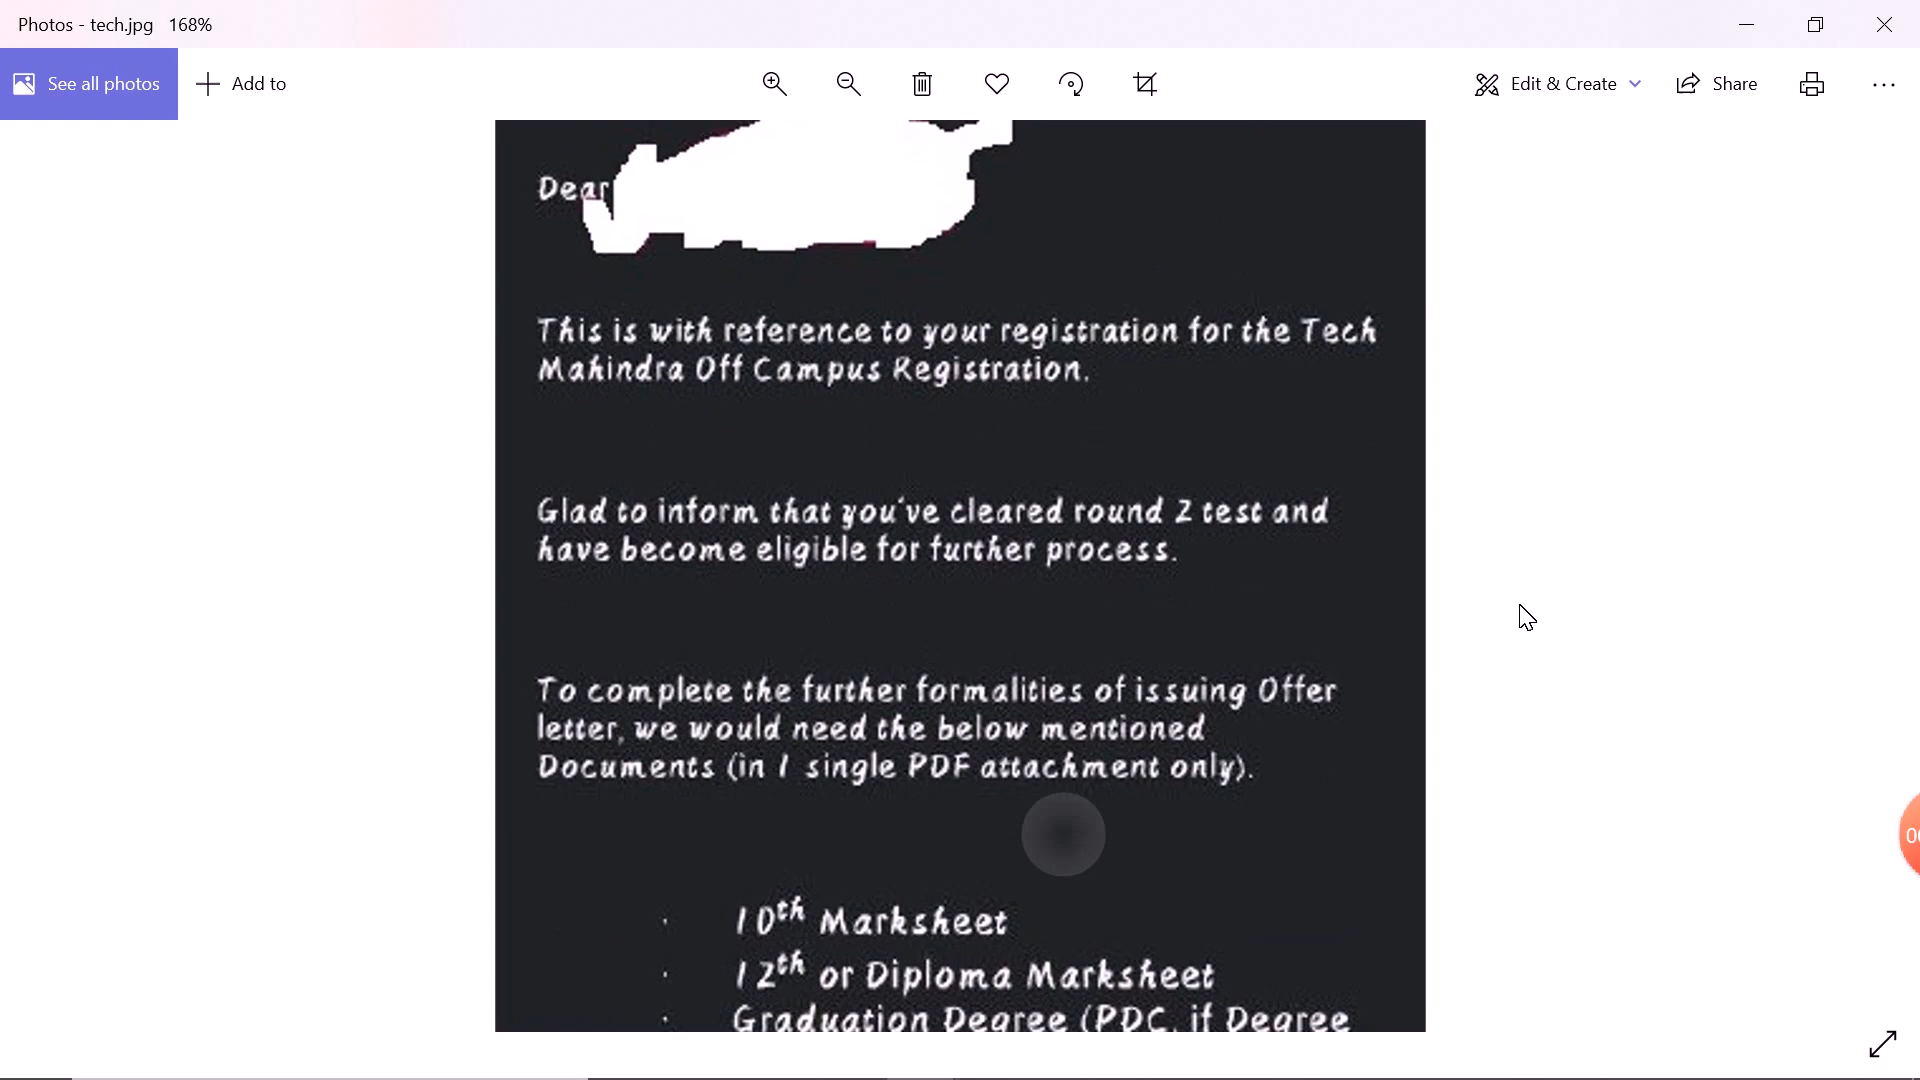 Photos - tech.jpg 168%
See all photos
Add to
Edit & Create
Share
Dear
This is with reference to your registration for the Tech
Mahindra Off Campus Registration.
Glad to inform that you've cleared round 2 test and
have become eligible for further process.
To complete the further formalities of issuing Offer
letter, we would need the below mentioned
Documents (in 1 single PDF attachment only).
· 10th Marksheet
· 12th or Diploma Marksheet
· Graduation Degree (PDC, if Degree